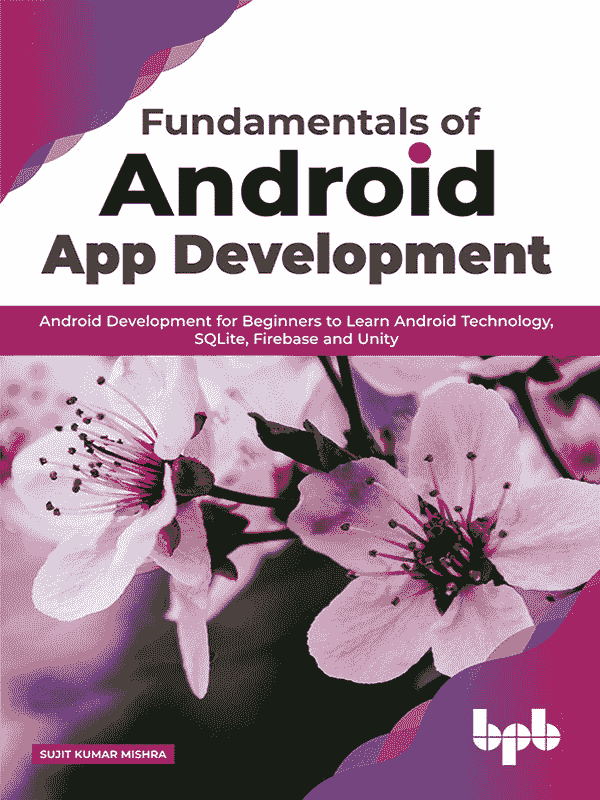 Fundamentals of
Android
App Development
Android Development for Beginners to Learn Android Technology,
SQLite, Firebase and Unity
SUJIT KUMAR MISHRA
bpb